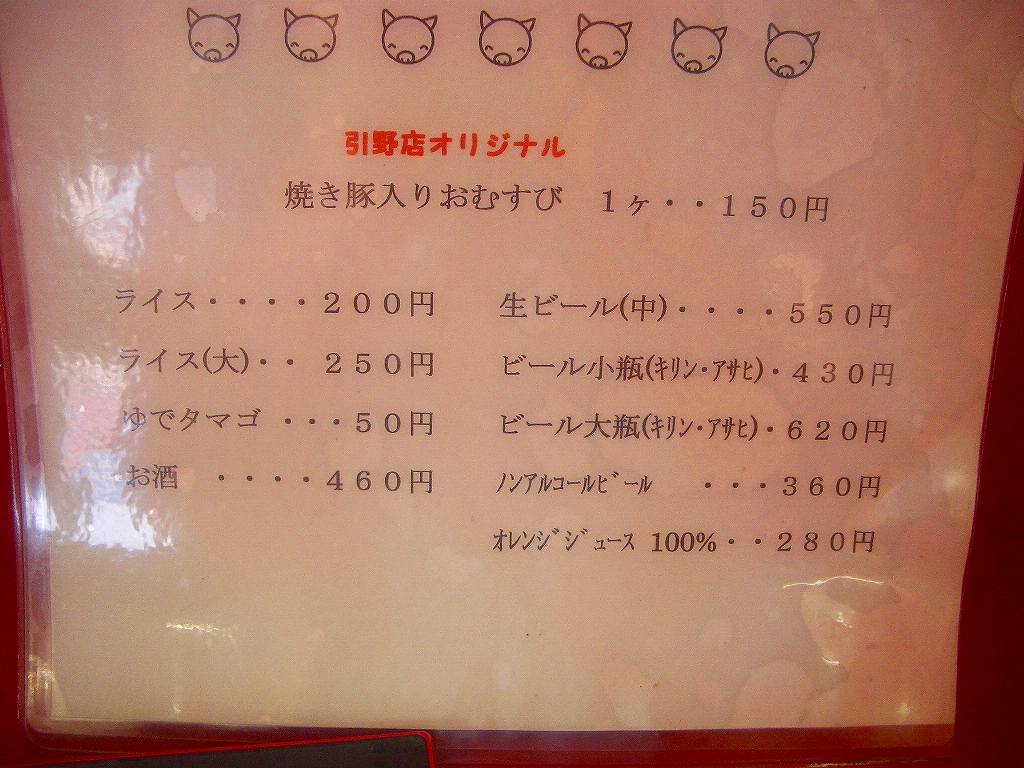 引野店オリジナル
焼き豚入りおむすび　１ヶ・・１５０円
ライス・・・・２００円
ライス(大)・・ ２５０円
ゆでタマゴ ・・・５０円
お酒　・・・・４６０円
生ビール(中)・・・・５５０円
ビール小瓶(ｷﾘﾝ・ｱｻﾋ)・４３０円
ビール大瓶(ｷﾘﾝ・ｱｻﾋ)・６２０円
ﾉﾝｱﾙｺｰﾙﾋﾞｰﾙ　・・・３６０円
ｵﾚﾝｼﾞｼﾞｭｰｽ 100%・・２８０円